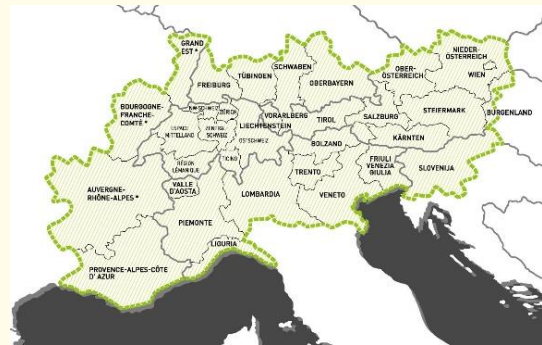 GRAND
EST *
SCHWABEN
NIEDER-
ÖSTERREICH
TÜBINGEN
OBER-
ÖSTERREICH
WIEN
FREIBURG
OBERBAYERN
BOURGOGNE-
FRANCHE-
COMTÉ *
ZÜRICH
STEIERMARK
BURGENLAND
ESPACE
MITTELLAND
ZENTRAL
SCHWEIZ
LIECHTENSTEIN
VORARLBERG
TIROL
SALZBURG
OSTSCHWEIZ
KÄRNTEN
BOLZANO
RÉGION
LÉMANIQUE
TICINO
FRIULI
VENEZIA
GIULIA
SLOVENIJA
TRENTO
AUVERGNE-
RHÔNE-ALPES *
VALLE
D'AOSTA
LOMBARDIA
VENETO
PIEMONTE
LIGURIA
PROVENCE-ALPES-CÔTE
D' AZUR